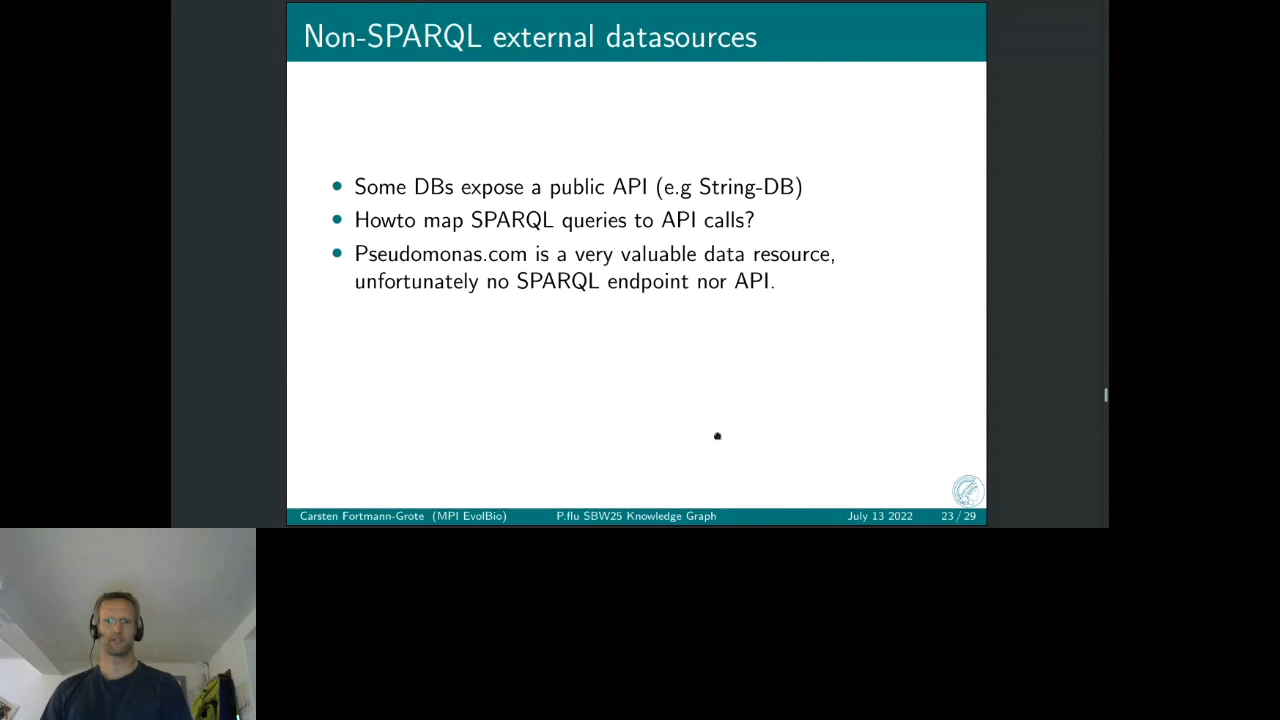 Non-SPARQL external datasources
Some DBs expose a public API (e.g String-DB)
Howto map SPARQL queries to API calls?
Pseudomonas.com is a very valuable data resource,
unfortunately no SPARQL endpoint nor API.
Carsten Fortmann-Grote (MPI EvolBio) P.flu SBW25 Knowledge Graph July 13 2022 23 / 29